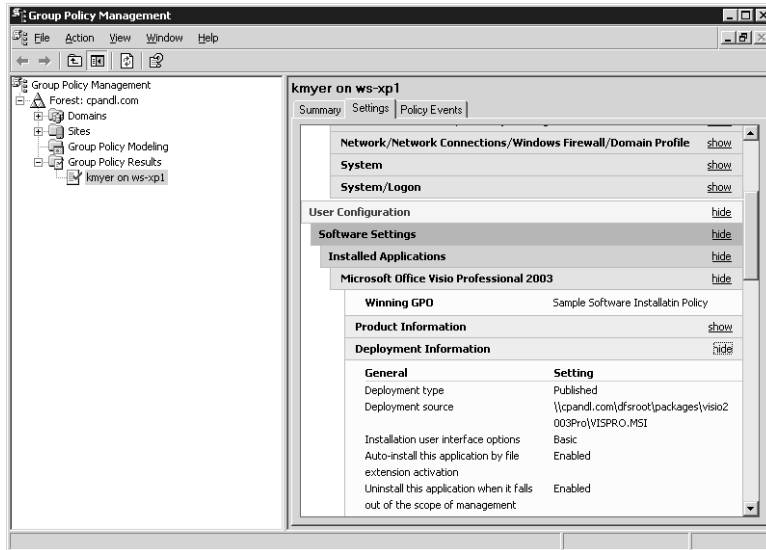 Group Policy Management
File Action View Window Help
Group Policy Management
Forest: cpandl.com
Domains
Sites
Group Policy Modeling
Group Policy Results
kmyer on ws-xp1
kmyer on ws-xp1
Summary Settings Policy Events
Network/Network Connections/Windows Firewall/Domain Profile show
System show
System/Logon show
User Configuration hide
Software Settings hide
Installed Applications hide
Microsoft Office Visio Professional 2003 hide
Winning GPO Sample Software Installatin Policy
Product Information show
Deployment Information hide
General Setting
Deployment type Published
Deployment source \\cpandl.com\dfsroot\packages\visio2
003Pro\VISPRO.MSI
Installation user interface options Basic
Auto-install this application by file Enabled
extension activation
Uninstall this application when it falls Enabled
out of the scope of management